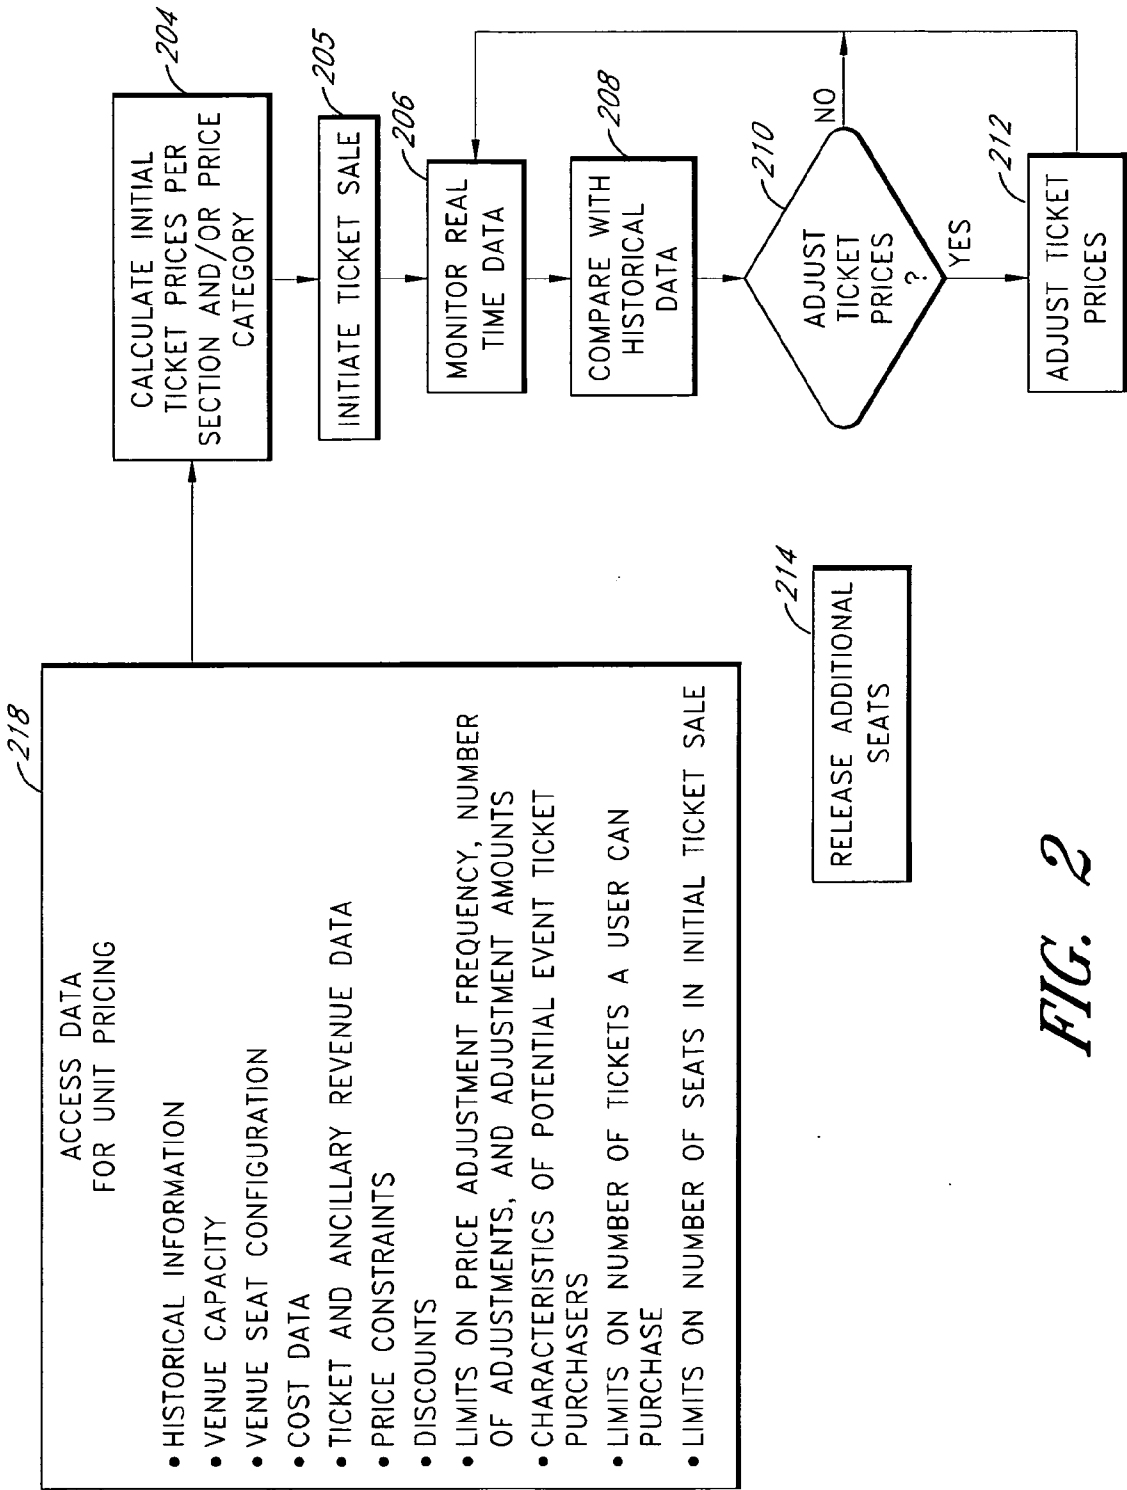 218
ACCESS DATA
FOR UNIT PRICING
• HISTORICAL INFORMATION
• VENUE CAPACITY
• VENUE SEAT CONFIGURATION
• COST DATA
• TICKET AND ANCILLARY REVENUE DATA
• PRICE CONSTRAINTS
• DISCOUNTS
• LIMITS ON PRICE ADJUSTMENT FREQUENCY, NUMBER
OF ADJUSTMENTS, AND ADJUSTMENT AMOUNTS
• CHARACTERISTICS OF POTENTIAL EVENT TICKET
PURCHASERS
• LIMITS ON NUMBER OF TICKETS A USER CAN
PURCHASE
• LIMITS ON NUMBER OF SEATS IN INITIAL TICKET SALE
204
CALCULATE INITIAL
TICKET PRICES PER
SECTION AND/OR PRICE
CATEGORY
205
INITIATE TICKET SALE
206
MONITOR REAL
TIME DATA
208
COMPARE WITH
HISTORICAL
DATA
210
ADJUST
TICKET
PRICES
?
NO
YES
212
ADJUST TICKET
PRICES
214
RELEASE ADDITIONAL
SEATS
FIG. 2